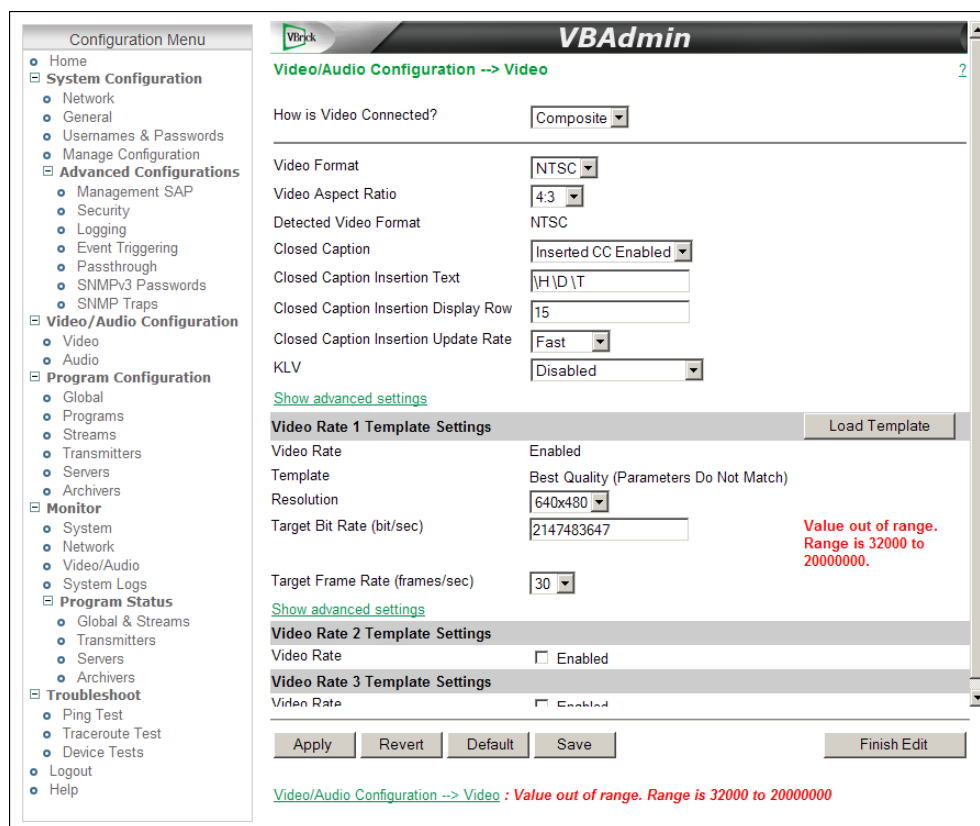 Configuration Menu
Home
System Configuration
Network
General
Usernames & Passwords
Manage Configuration
Advanced Configurations
Management SAP
Security
Logging
Event Triggering
Passthrough
SNMPv3 Passwords
SNMP Traps
Video/Audio Configuration
Video
Audio
Program Configuration
Global
Programs
Streams
Transmitters
Servers
Archivers
Monitor
System
Network
Video/Audio
System Logs
Program Status
Global & Streams
Transmitters
Servers
Archivers
Troubleshoot
Ping Test
Traceroute Test
Device Tests
Logout
Help
VBrick
VBAdmin
Video/Audio Configuration --> Video ?
How is Video Connected? Composite
Video Format NTSC
Video Aspect Ratio 4:3
Detected Video Format NTSC
Closed Caption Inserted CC Enabled
Closed Caption Insertion Text \H \D \T
Closed Caption Insertion Display Row 15
Closed Caption Insertion Update Rate Fast
KLV Disabled
Show advanced settings
Video Rate 1 Template Settings Load Template
Video Rate Enabled
Template Best Quality (Parameters Do Not Match)
Resolution 640x480
Target Bit Rate (bit/sec) 2147483647 Value out of range.
Range is 32000 to
20000000.
Target Frame Rate (frames/sec) 30
Show advanced settings
Video Rate 2 Template Settings
Video Rate Enabled
Video Rate 3 Template Settings
Video Rate Enabled
Apply Revert Default Save Finish Edit
Video/Audio Configuration --> Video : Value out of range. Range is 32000 to 20000000